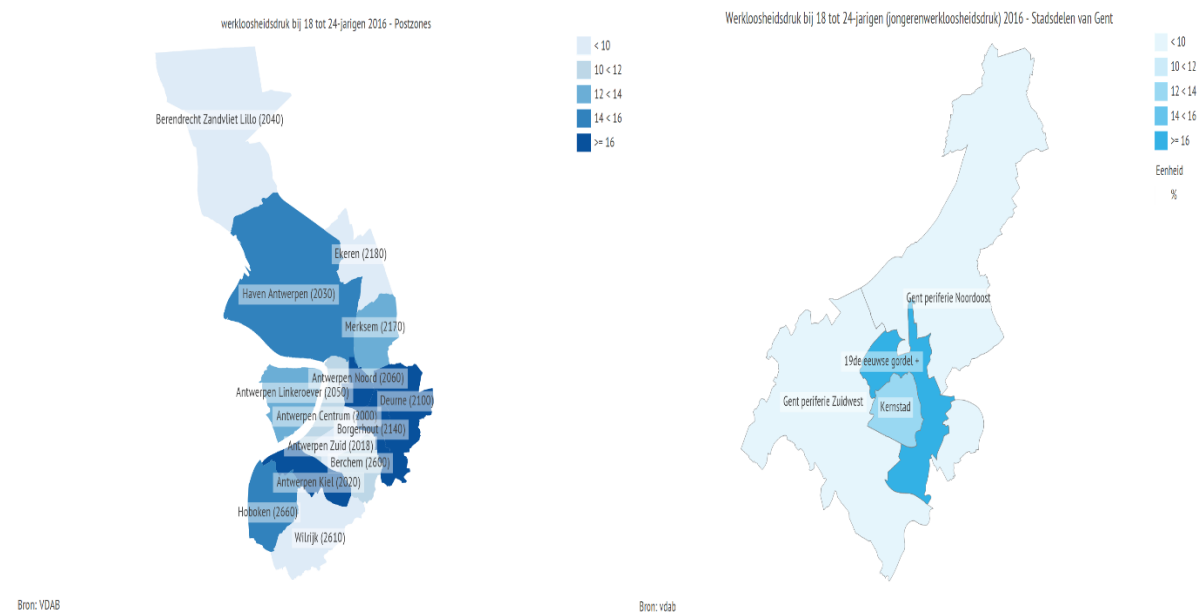 werkloosheidsdruk bij 18 tot 24-jarigen 2016 - Postzones
< 10
10 < 12
12 < 14
14 < 16
>= 16
Berendrecht Zandvliet Lillo (2040)
Ekeren (2180)
Haven Antwerpen (2030)
Merksem (2170)
Antwerpen Noord (2060)
Antwerpen Linkeroever (2050)
Deurne (2100)
Antwerpen Centrum (2000)
Borgerhout (2140)
Antwerpen Zuid (2018)
Berchem (2600)
Antwerpen Kiel (2020)
Hoboken (2660)
Wilrijk (2610)
Bron: VDAB
Werkloosheidsdruk bij 18 tot 24-jarigen (jongerenwerkloosheidsdruk) 2016 - Stadsdelen van Gent
< 10
10 < 12
12 < 14
14 < 16
>= 16
Eenheid
%
Gent periferie Noordoost
19de eeuwse gordel +
Gent periferie Zuidwest
Kernstad
Bron: vdab